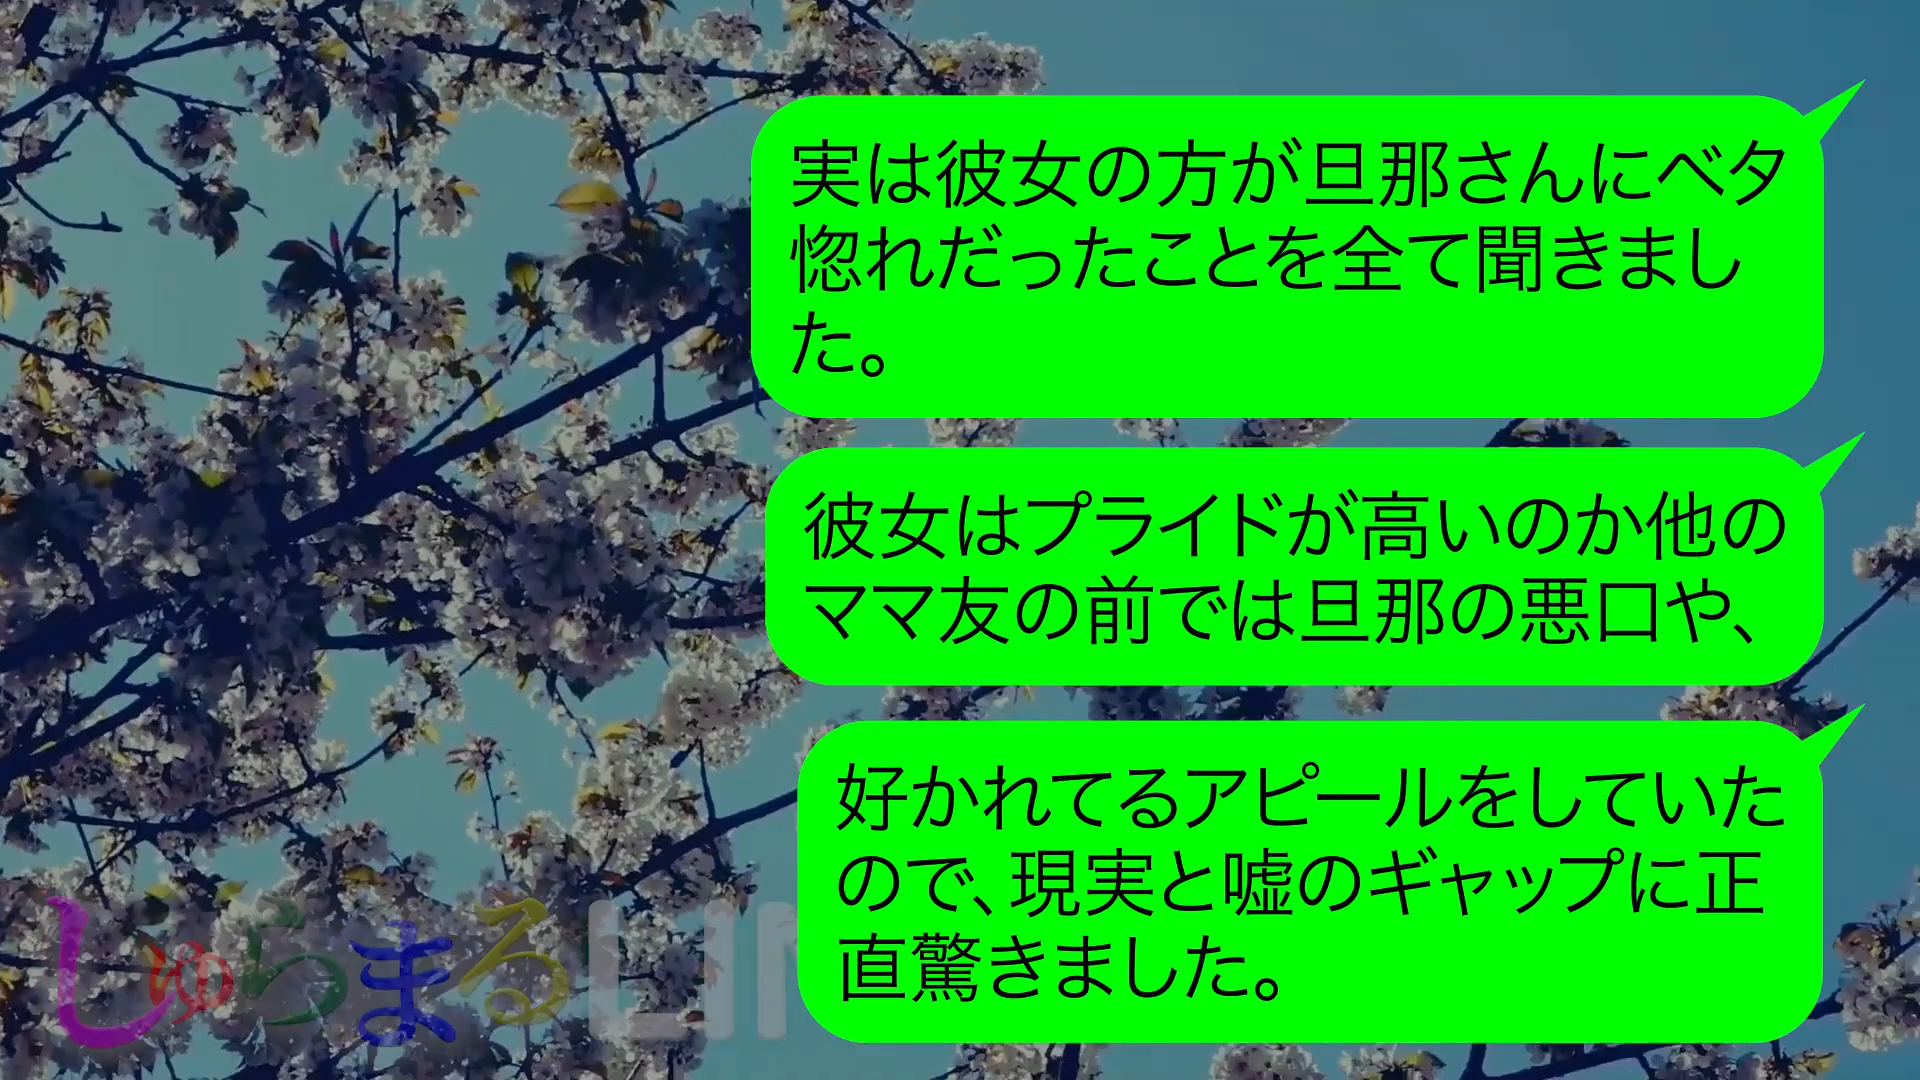 実は彼女の方が旦那さんにベタ
惚れだったことを全て聞きまし
た。
彼女はプライドが高いのか他の
ママ友の前では旦那の悪口や、
好かれてるアピールをしていた
ので、現実と嘘のギャップに正
直驚きました。
じゅらまるLIN